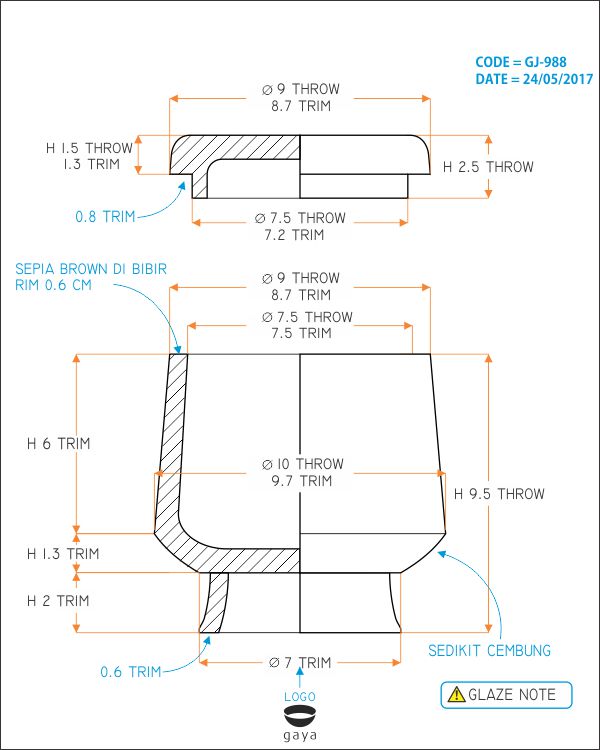 CODE = GJ-988
DATE = 24/05/2017
Ø 9 THROW
8.7 TRIM
H 1.5 THROW
1.3 TRIM
H 2.5 THROW
0.8 TRIM
Ø 7.5 THROW
7.2 TRIM
SEPIA BROWN DI BIBIR
RIM 0.6 CM
Ø 9 THROW
8.7 TRIM
Ø 7.5 THROW
7.5 TRIM
H 6 TRIM
Ø 10 THROW
9.7 TRIM
H 9.5 THROW
H 1.3 TRIM
H 2 TRIM
SEDIKIT CEMBUNG
0.6 TRIM
Ø 7 TRIM
LOGO
gaya
GLAZE NOTE